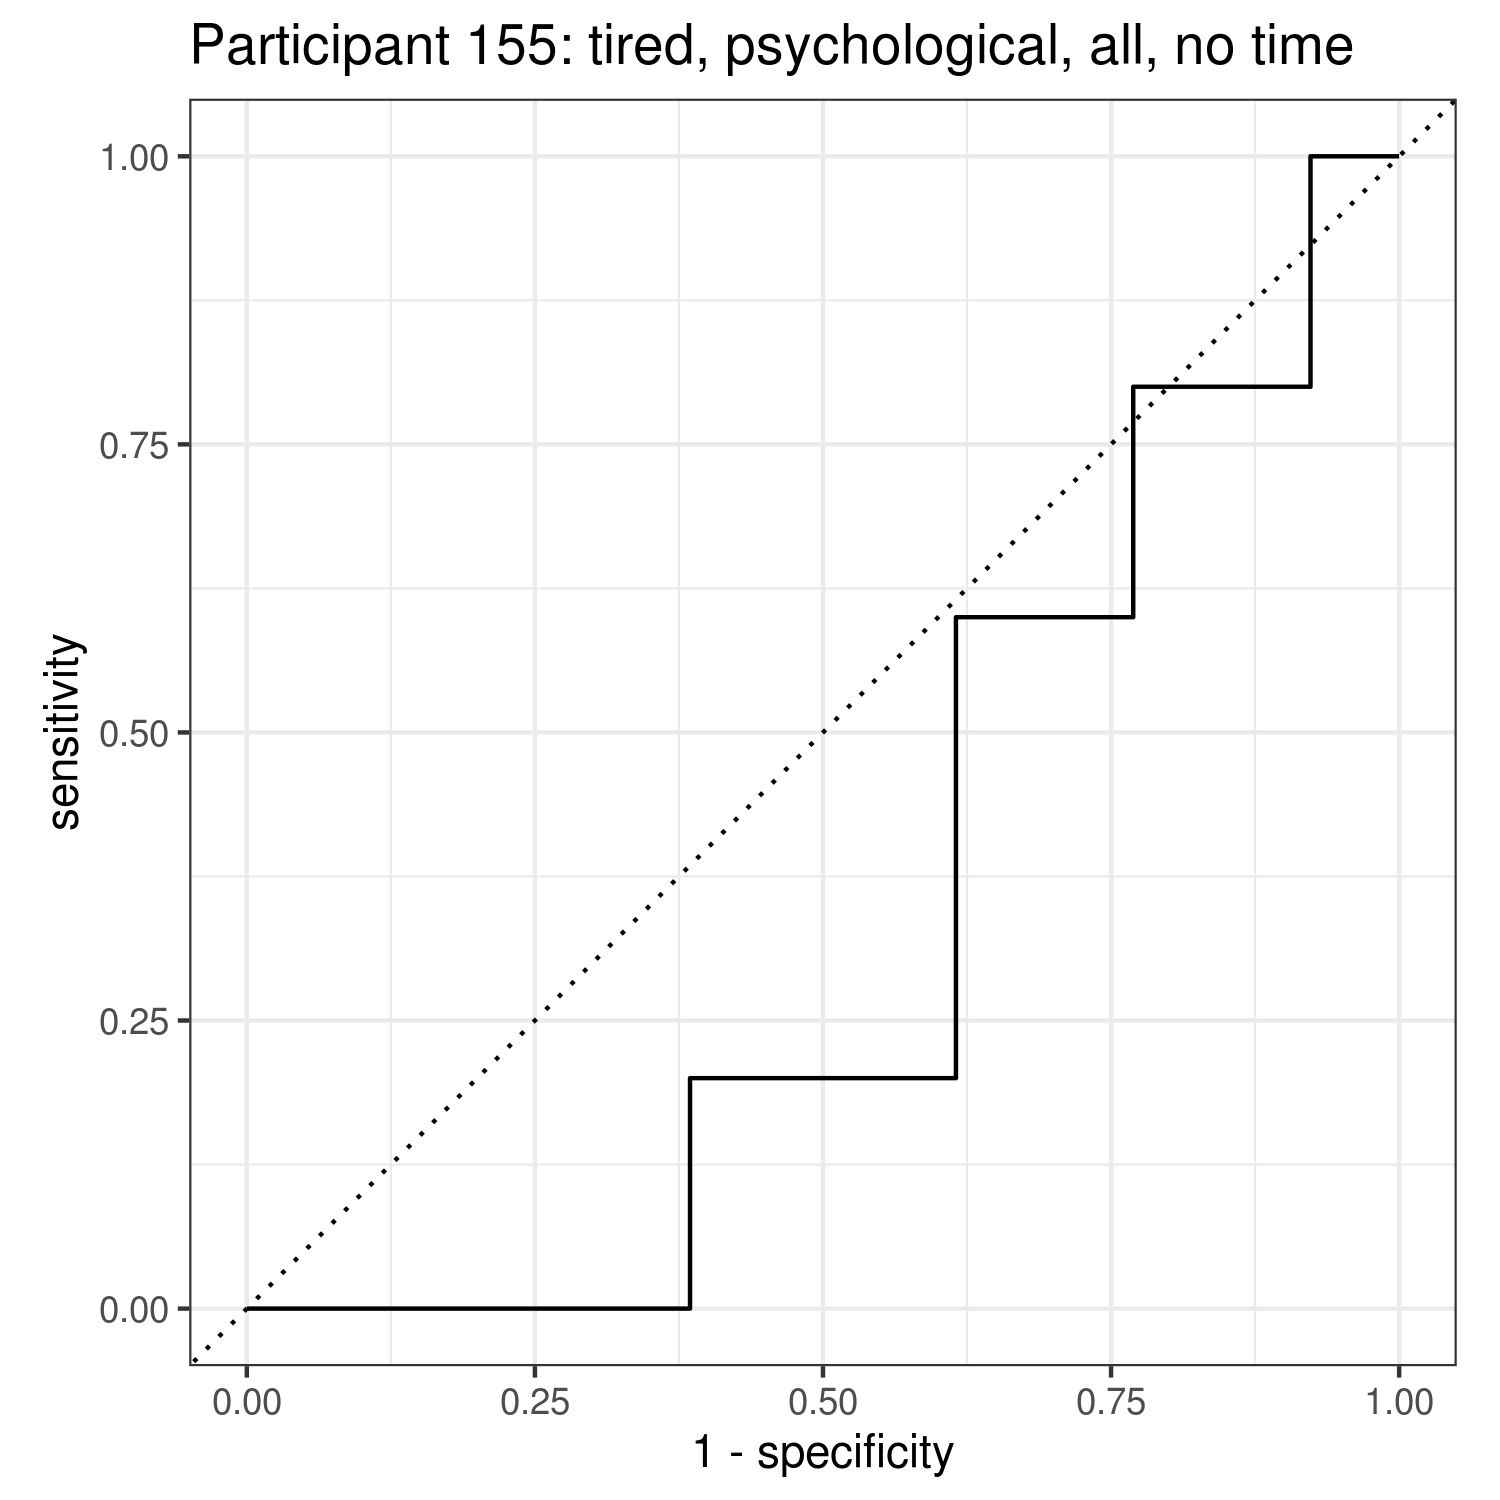 Participant 155: tired, psychological, all, no time
1.00
0.75
0.50
0.25
0.00
sensitivity
0.00 0.25 0.50 0.75 1.00
1 - specificity